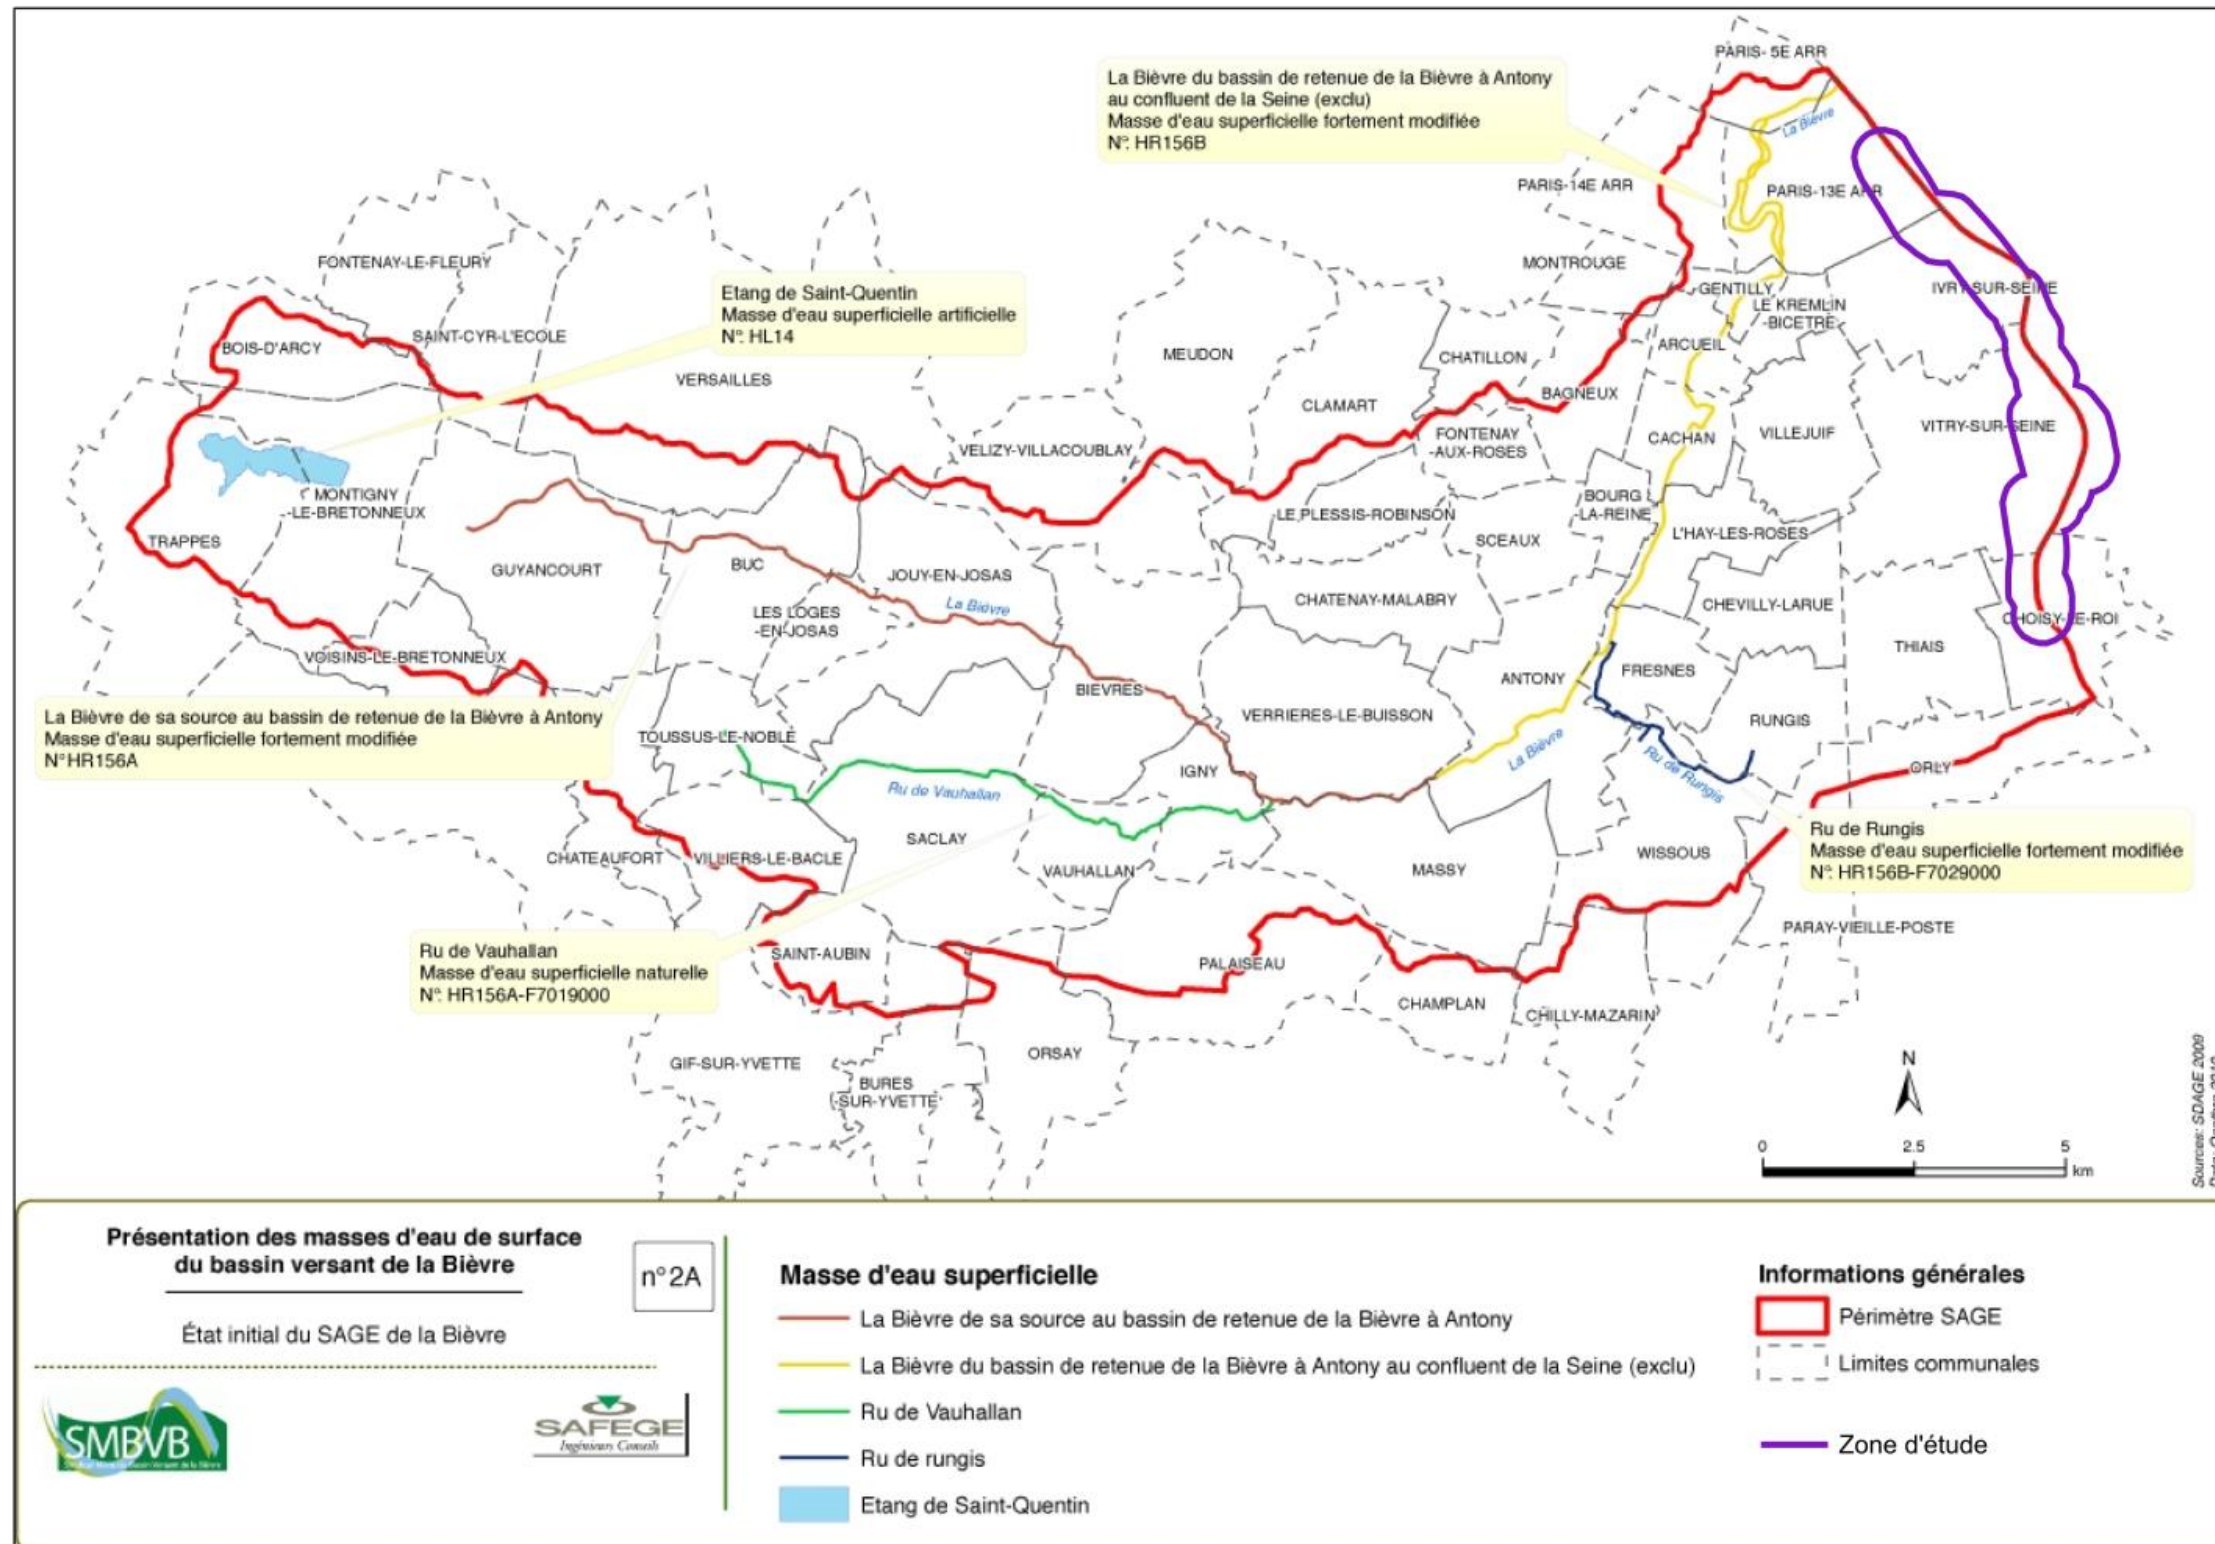 PARIS- 5E ARR
La Bièvre du bassin de retenue de la Bièvre à Antony
au confluent de la Seine (exclu)
Masse d'eau superficielle fortement modifiée
N°: HR156B
La Bièvre
PARIS-14E ARR
PARIS-13E ARR
FONTENAY-LE-FLEURY
MONTROUGE
GENTILLY
IVRY-SUR-SEINE
Etang de Saint-Quentin
Masse d'eau superficielle artificielle
N°: HL14
LE KREMLIN
-BICETRE
SAINT-CYR-L'ECOLE
BOIS-D'ARCY
ARCUEIL
MEUDON
CHATILLON
VERSAILLES
BAGNEUX
CLAMART
VITRY-SUR-SEINE
VELIZY-VILLACOUBLAY
FONTENAY
-AUX-ROSES
CACHAN
VILLEJUIF
MONTIGNY
-LE-BRETONNEUX
BOURG
-LA-REINE
LE PLESSIS-ROBINSON
TRAPPES
SCEAUX
L'HAY-LES-ROSES
GUYANCOURT
BUC
JOUY-EN-JOSAS
La Bièvre
CHATENAY-MALABRY
CHEVILLY-LARUE
LES LOGES
-EN-JOSAS
CHOISY-LE-ROI
THIAIS
VOISINS-LE-BRETONNEUX
ANTONY
FRESNES
BIEVRES
La Bièvre de sa source au bassin de retenue de la Bièvre à Antony
Masse d'eau superficielle fortement modifiée
N°HR156A
VERRIERES-LE-BUISSON
RUNGIS
TOUSSUS-LE-NOBLE
La Bièvre
IGNY
Ru de Rungis
ORLY
Ru de Vauhallan
SACLAY
Ru de Rungis
Masse d'eau superficielle fortement modifiée
N°: HR156B-F7029000
CHATEAUFORT
VILLIERS-LE-BACLE
VAUHALLAN
MASSY
WISSOUS
PARAY-VIEILLE-POSTE
Ru de Vauhallan
Masse d'eau superficielle naturelle
N°: HR156A-F7019000
SAINT-AUBIN
PALAISEAU
CHAMPLAN
CHILLY-MAZARIN
GIF-SUR-YVETTE
ORSAY
BURES
-SUR-YVETTE
N
0 2.5 5
km
Sources: SDAGE 2009
Présentation des masses d'eau de surface
du bassin versant de la Bièvre
n°2A
État initial du SAGE de la Bièvre
SMBVB
SAFEGE
Ingénieurs Conseils
Masse d'eau superficielle
La Bièvre de sa source au bassin de retenue de la Bièvre à Antony
La Bièvre du bassin de retenue de la Bièvre à Antony au confluent de la Seine (exclu)
Ru de Vauhallan
Ru de rungis
Etang de Saint-Quentin
Informations générales
Périmètre SAGE
Limites communales
Zone d'étude